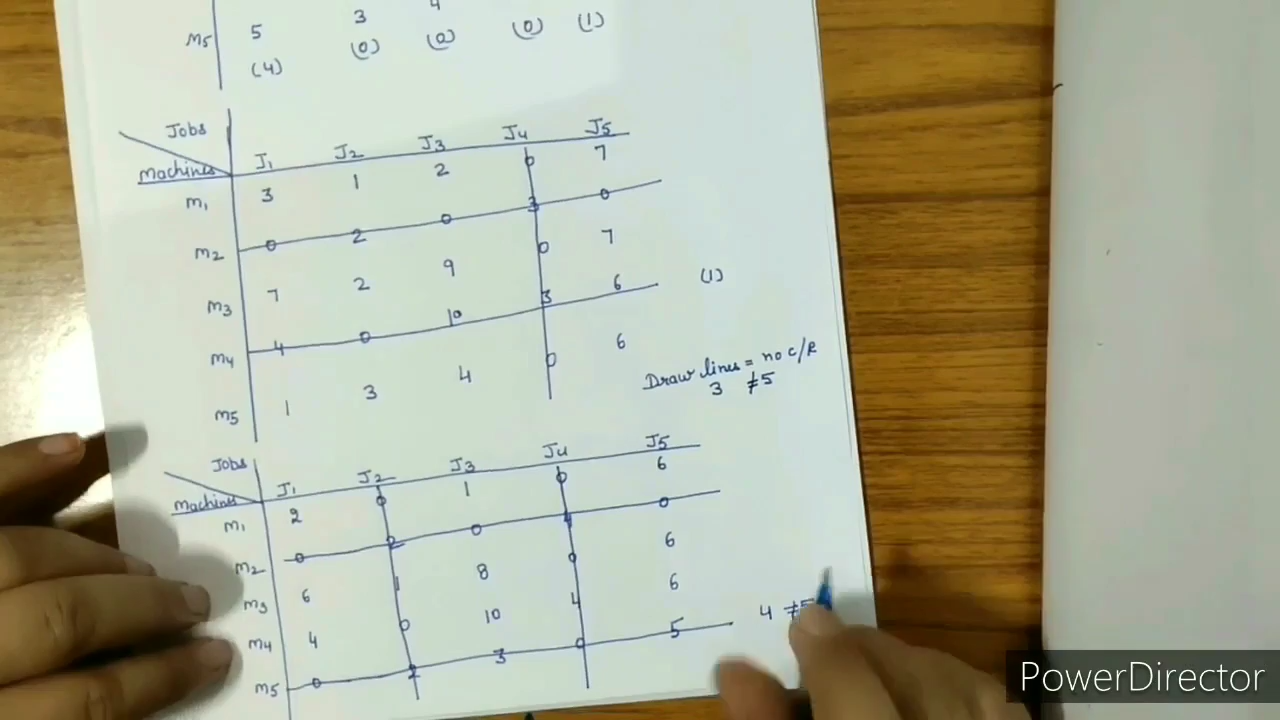 4
M5 5 3
(4) (0) (0) (0) (1)
Jobs J1 J2 J3 J4 J5
machines
M1 3 1 2 0 7
M2 0 2 0 3 0
M3 7 2 9 0 7
M4 4 0 10 3 6 (1)
M5 1 3 4 0 6
Draw lines = no C/R
3 ≠5
Jobs J1 J2 J3 J4 J5
Machines
M1 2 0 1 0 6
M2 0 2 0 4 0
M3 6 1 8 0 6
M4 4 0 10 4 6
M5 0 2 3 0 5
4 ≠5
PowerDirector